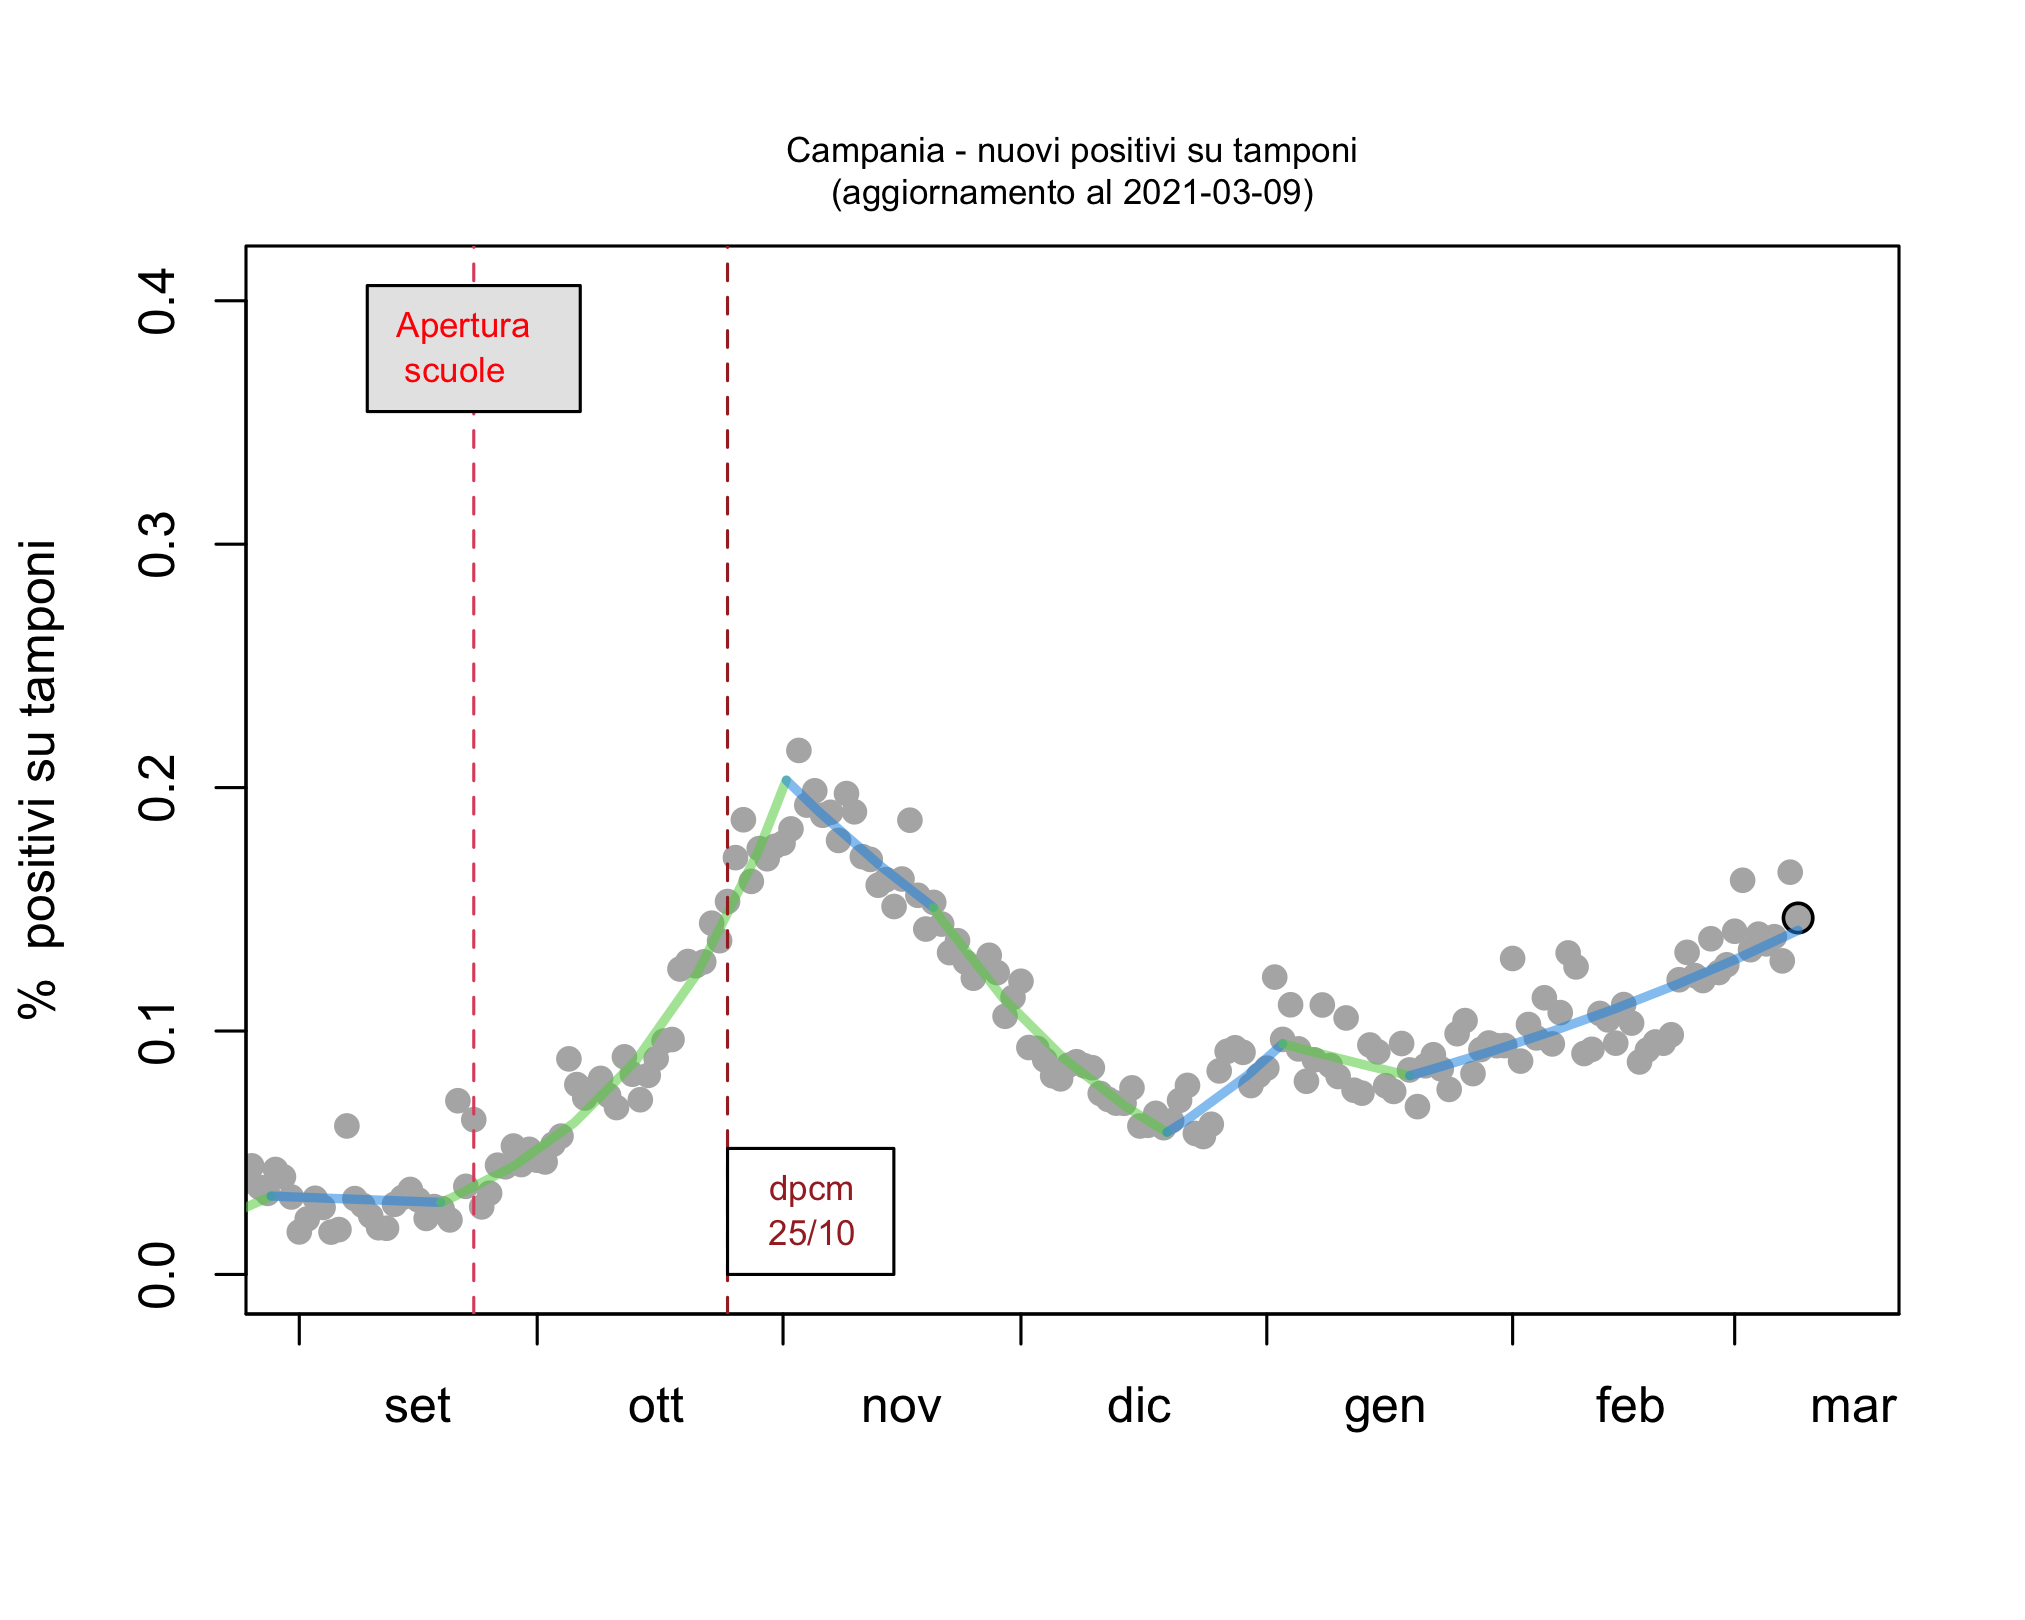 Campania - nuovi positivi su tamponi
(aggiornamento al 2021-03-09)
% positivi su tamponi
0.4
0.3
0.2
0.1
0.0
Apertura
scuole
dpcm
25/10
set ott nov dic gen feb mar